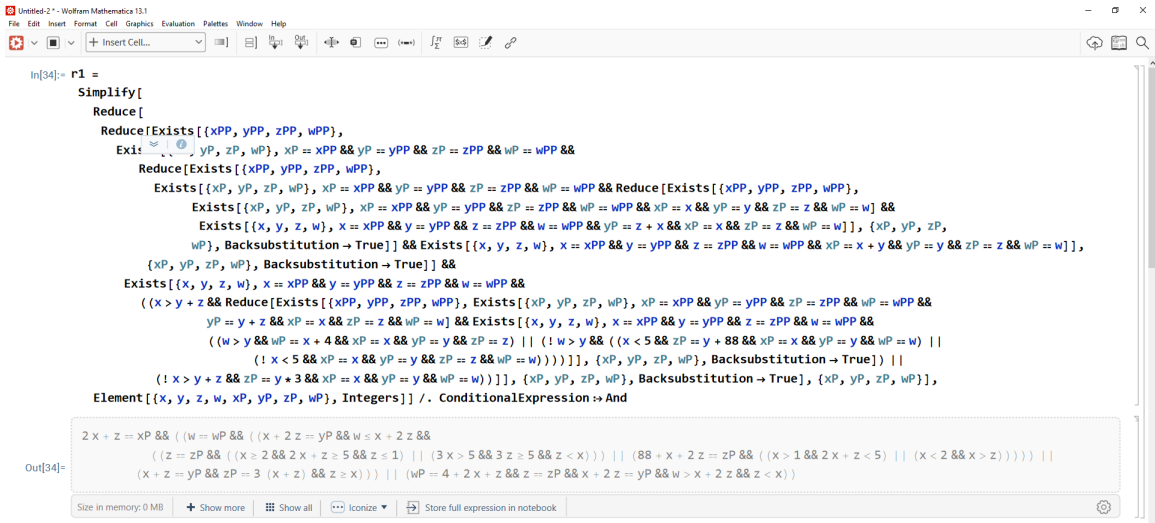 Untitled-2 * - Wolfram Mathematica 13.1
File Edit Insert Format Cell Graphics Evaluation Palettes Window Help
+ Insert Cell...
In[34]:= r1 =
Simplify[
Reduce[
Reduce[Exists[{xPP, yPP, zPP, wPP},
Exi yP, zP, wP}, xP == xPP && yP == yPP && zP == zPP && wP == wPP &&
Reduce[Exists[{xPP, yPP, zPP, wPP},
Exists[{xP, yP, zP, wP}, xP == xPP && yP == yPP && zP == zPP && wP == wPP && Reduce[Exists[{xPP, yPP, zPP, wPP},
Exists[{xP, yP, zP, wP}, xP == xPP && yP == yPP && zP == zPP && wP == wPP && xP == x && yP == y && zP == z && wP == w] &&
Exists[{x, y, z, w}, x == xPP && y == yPP && z == zPP && w == wPP && yP == z + x && xP == x && zP == z && wP == w]], {xP, yP, zP,
wP}, Backsubstitution → True]] && Exists[{x, y, z, w}, x == xPP && y == yPP && z == zPP && w == wPP && xP == x + y && yP == y && zP == z && wP == w]],
{xP, yP, zP, wP}, Backsubstitution → True]] &&
Exists[{x, y, z, w}, x == xPP && y == yPP && z == zPP && w == wPP &&
((x > y + z && Reduce[Exists[{xPP, yPP, zPP, wPP}, Exists[{xP, yP, zP, wP}, xP == xPP && yP == yPP && zP == zPP && wP == wPP &&
yP == y + z && xP == x && zP == z && wP == w] && Exists[{x, y, z, w}, x == xPP && y == yPP && z == zPP && w == wPP &&
((w > y && wP == x + 4 && xP == x && yP == y && zP == z) || (! w > y && ((x < 5 && zP == y + 88 && xP == x && yP == y && wP == w) ||
(! x < 5 && xP == x && yP == y && zP == z && wP == w))))]], {xP, yP, zP, wP}, Backsubstitution → True]) ||
(! x > y + z && zP == y * 3 && xP == x && yP == y && wP == w))]], {xP, yP, zP, wP}, Backsubstitution → True], {xP, yP, zP, wP}],
Element[{x, y, z, w, xP, yP, zP, wP}, Integers]] /. ConditionalExpression :→ And
2 x + z == xP && ((w == wP && ((x + 2 z == yP && w ≤ x + 2 z &&
((z == zP && ((x ≥ 2 && 2 x + z ≥ 5 && z ≤ 1) || (3 x > 5 && 3 z ≥ 5 && z < x))) || (88 + x + 2 z == zP && ((x > 1 && 2 x + z < 5) || (x < 2 && x > z))))) ||
Out[34]=
(x + z == yP && zP == 3 (x + z) && z ≥ x))) || (wP == 4 + 2 x + z && z == zP && x + 2 z == yP && w > x + 2 z && z < x))
Size in memory: 0 MB + Show more Show all Iconize ▼ Store full expression in notebook